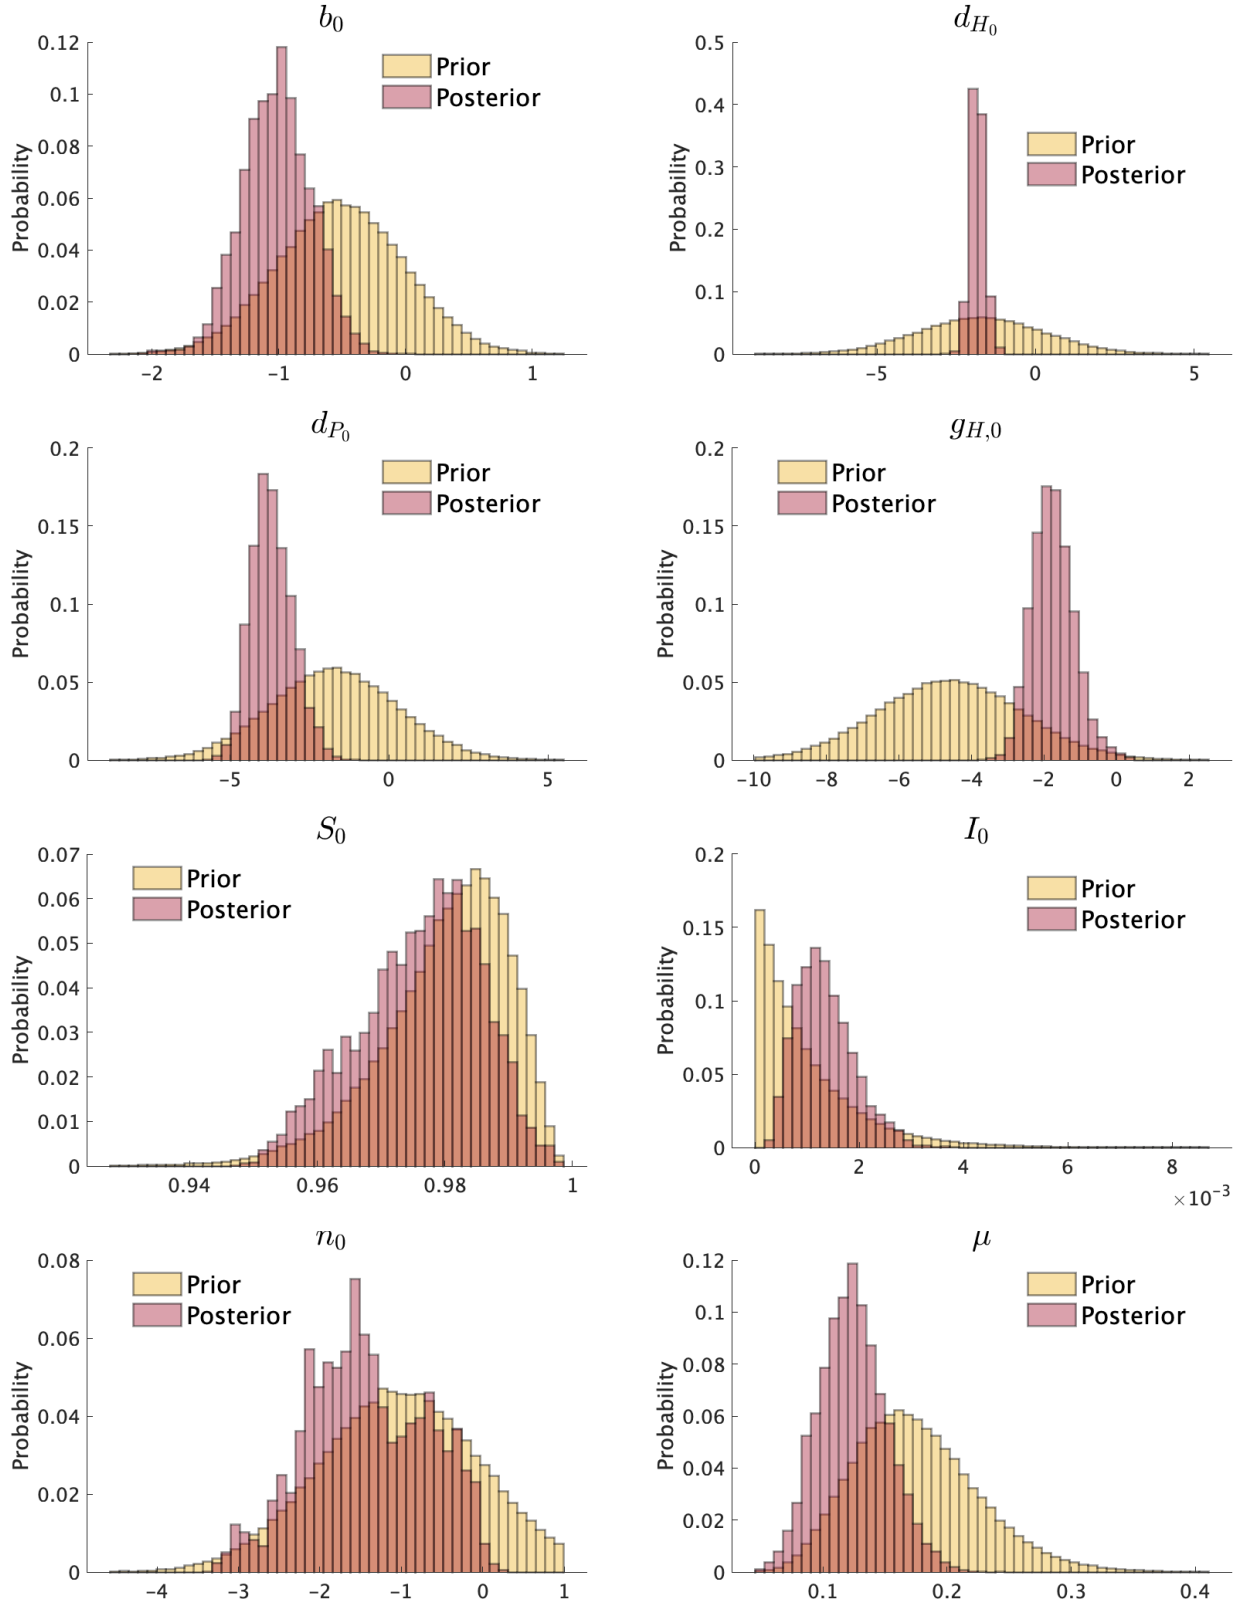 b0
0.12
0.1
0.08
0.06
0.04
0.02
0
Probability
Prior
Posterior
−2
−1
0
1
dH0
0.5
0.4
0.3
0.2
0.1
0
Probability
Prior
Posterior
−5
0
5
dP0
0.2
0.15
0.1
0.05
0
Probability
Prior
Posterior
−5
0
5
gH,0
0.2
0.15
0.1
0.05
0
Probability
Prior
Posterior
−10
−8
−6
−4
−2
0
2
S0
0.07
0.06
0.05
0.04
0.03
0.02
0.01
0
Probability
Prior
Posterior
0.94
0.96
0.98
1
I0
0.2
0.15
0.1
0.05
0
Probability
Prior
Posterior
0
2
4
6
8
×10−3
n0
0.08
0.06
0.04
0.02
0
Probability
Prior
Posterior
−4
−3
−2
−1
0
1
μ
0.12
0.1
0.08
0.06
0.04
0.02
0
Probability
Prior
Posterior
0.1
0.2
0.3
0.4